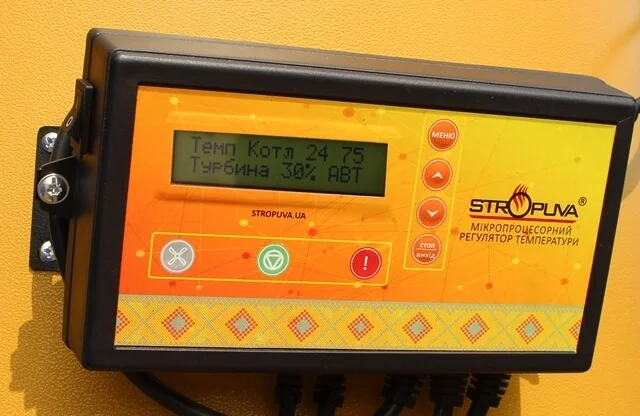 Темп Котл 24 75
Турбина 30% АВТ
STROPUVA.UA
МЕНЮ
стоп
вихід
!
STROPUVA®
МІКРОПРОЦЕСОРНИЙ
РЕГУЛЯТОР ТЕМПЕРАТУРИ